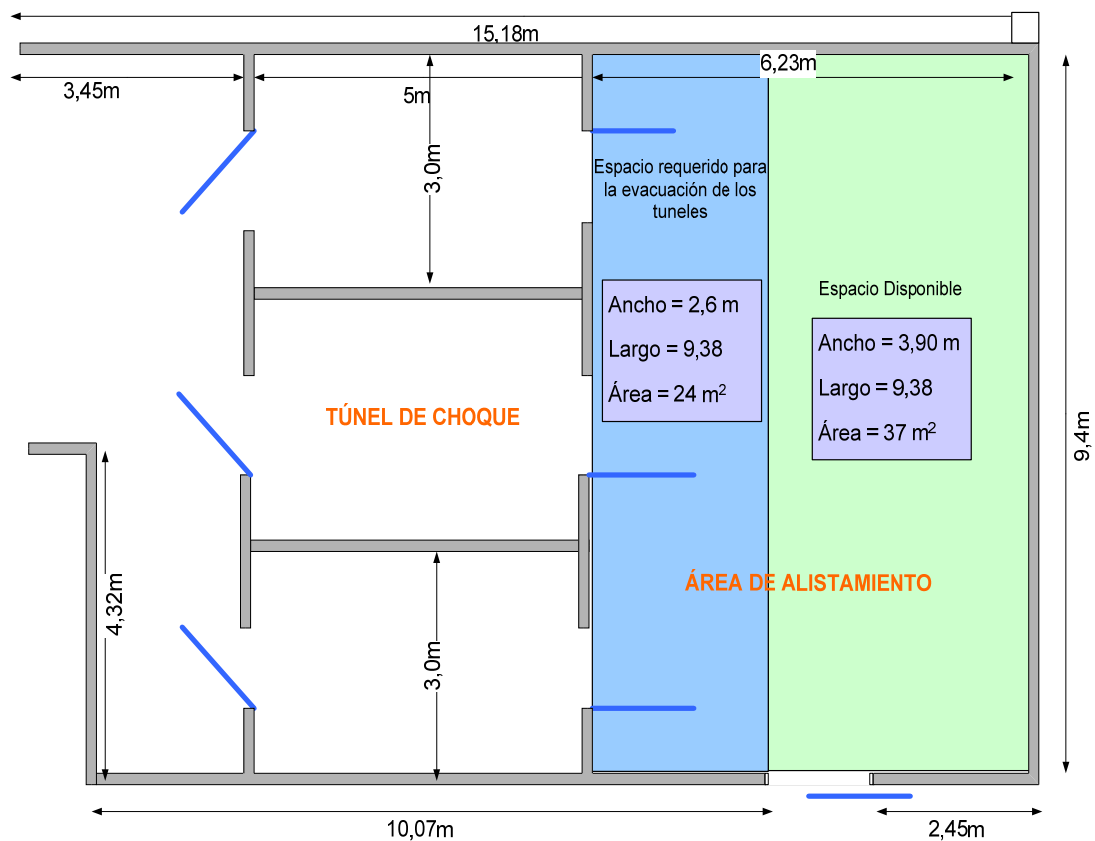 15,18m
3,45m
5m
6,23m
3,0m
Espacio requerido para
la evacuación de los
tuneles
Ancho = 2,6 m
Largo = 9,38
Área = 24 m²
Espacio Disponible
Ancho = 3,90 m
Largo = 9,38
Área = 37 m²
TÚNEL DE CHOQUE
9,4m
ÁREA DE ALISTAMIENTO
4,32m
3,0m
10,07m
2,45m